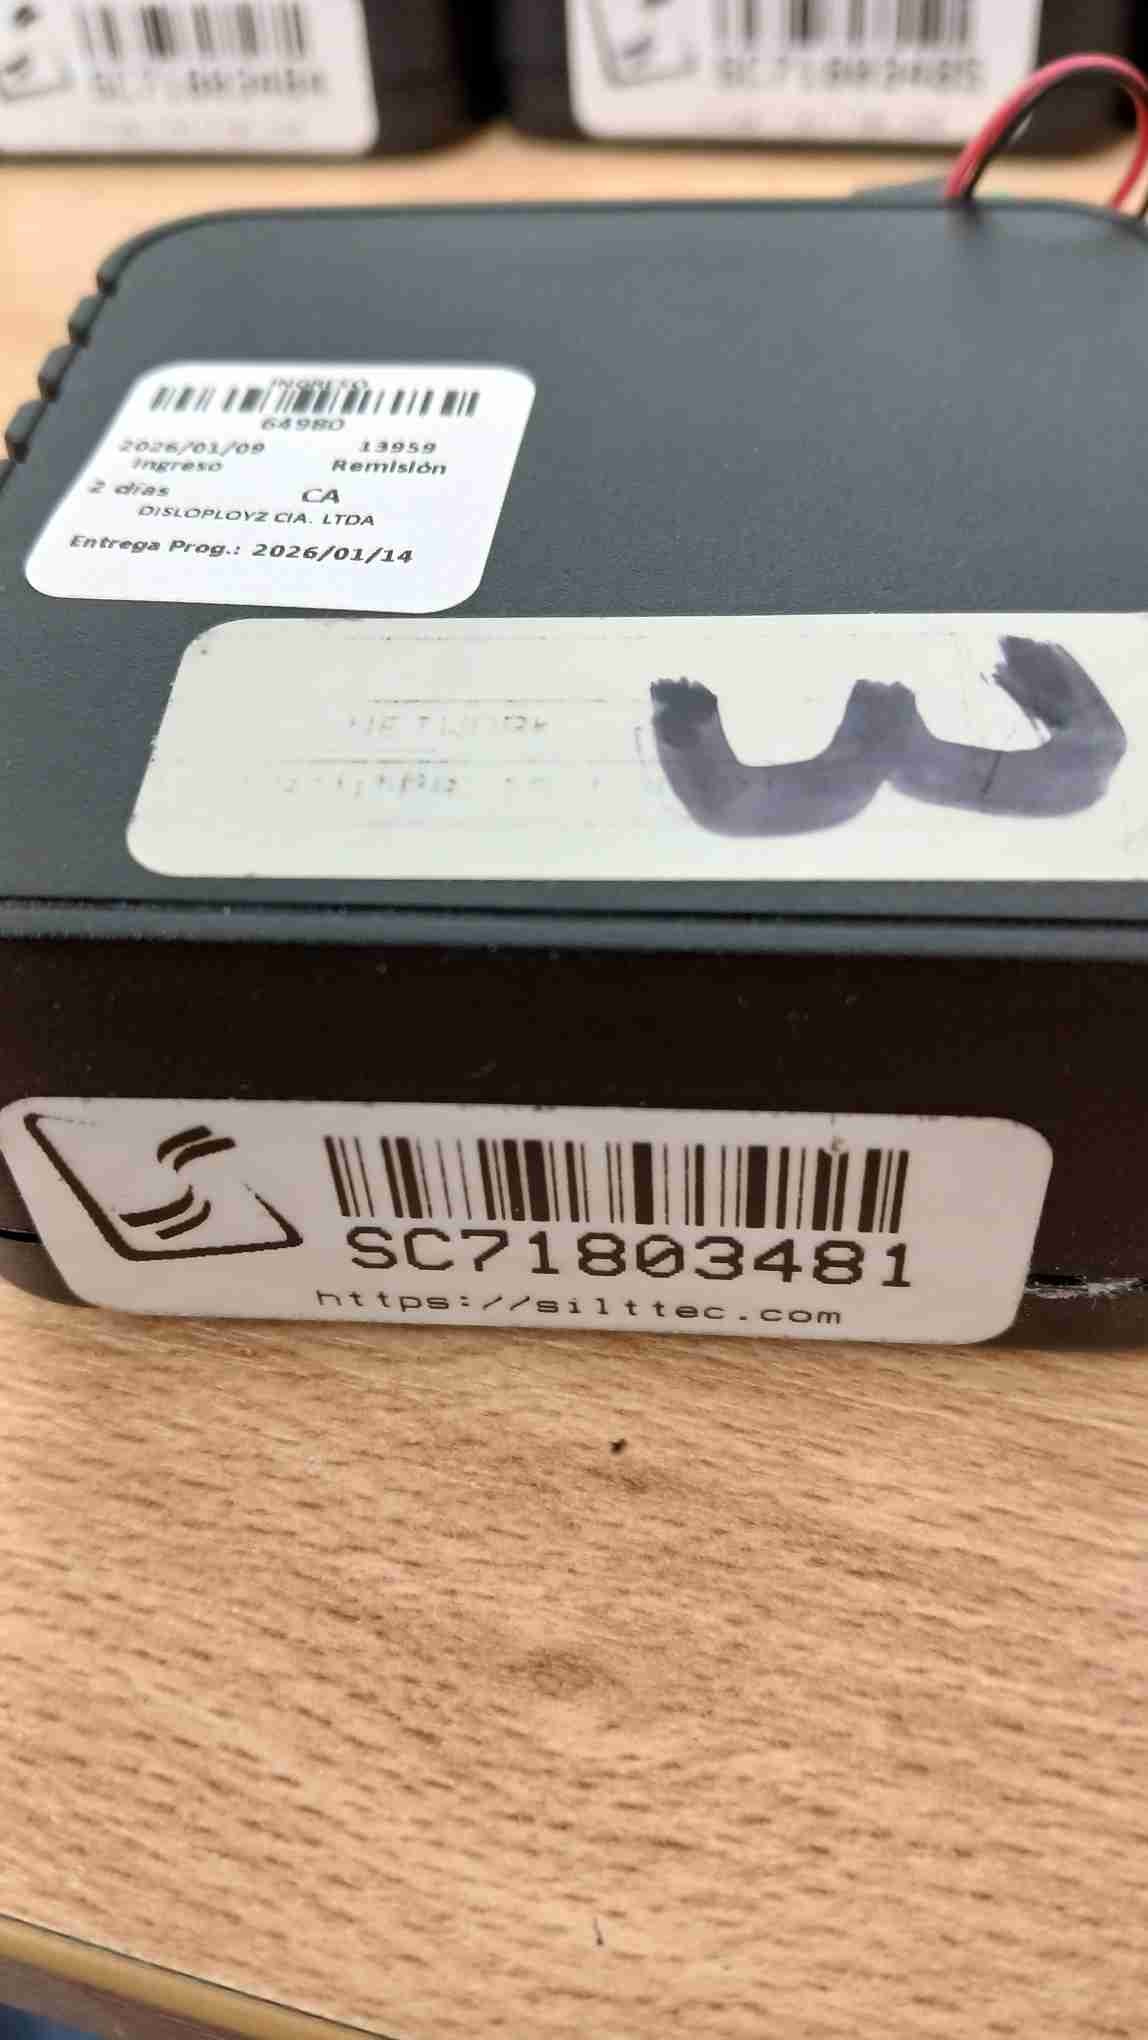 SC71803485
INGRESO
64980
2026/01/09 13959
Ingreso Remisión
2 días CA
DISLOPLOYZ CIA. LTDA
Entrega Prog.: 2026/01/14
3
SC71803481
https://silttec.com